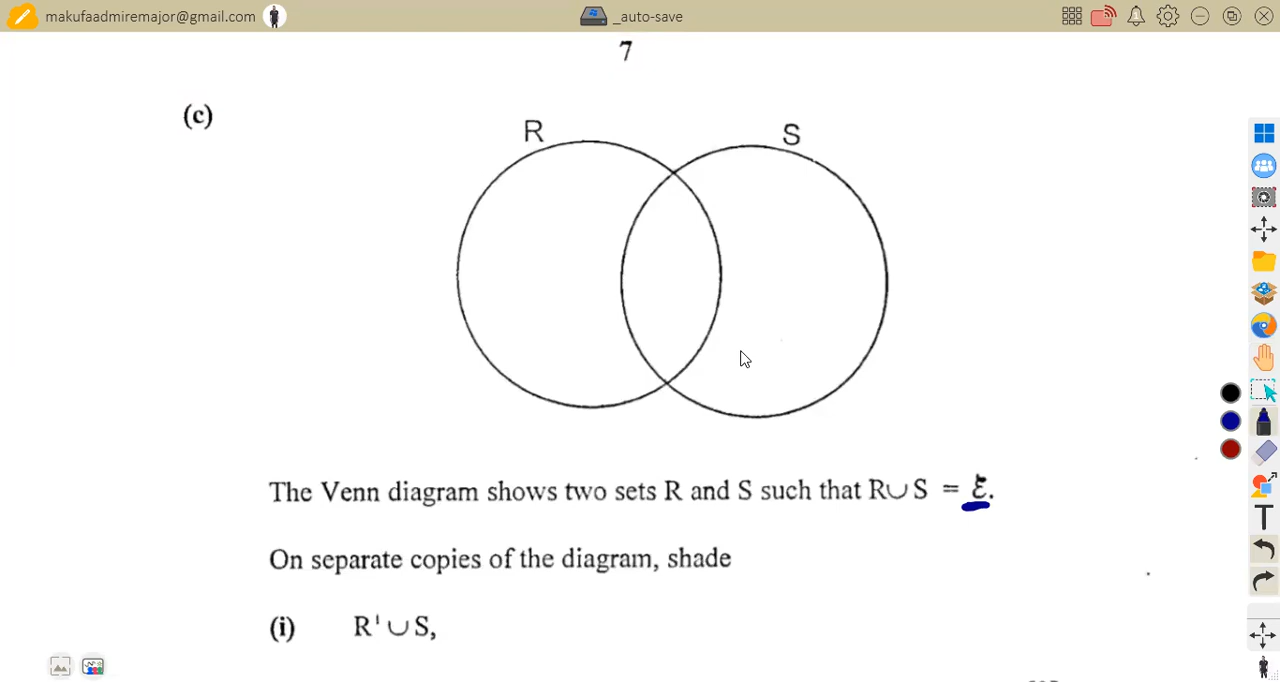 makufaadmiremajor@gmail.com
_auto-save
7
(c)
R
S
The Venn diagram shows two sets R and S such that R∪S = ξ.
On separate copies of the diagram, shade
(i) R' ∪ S,
T